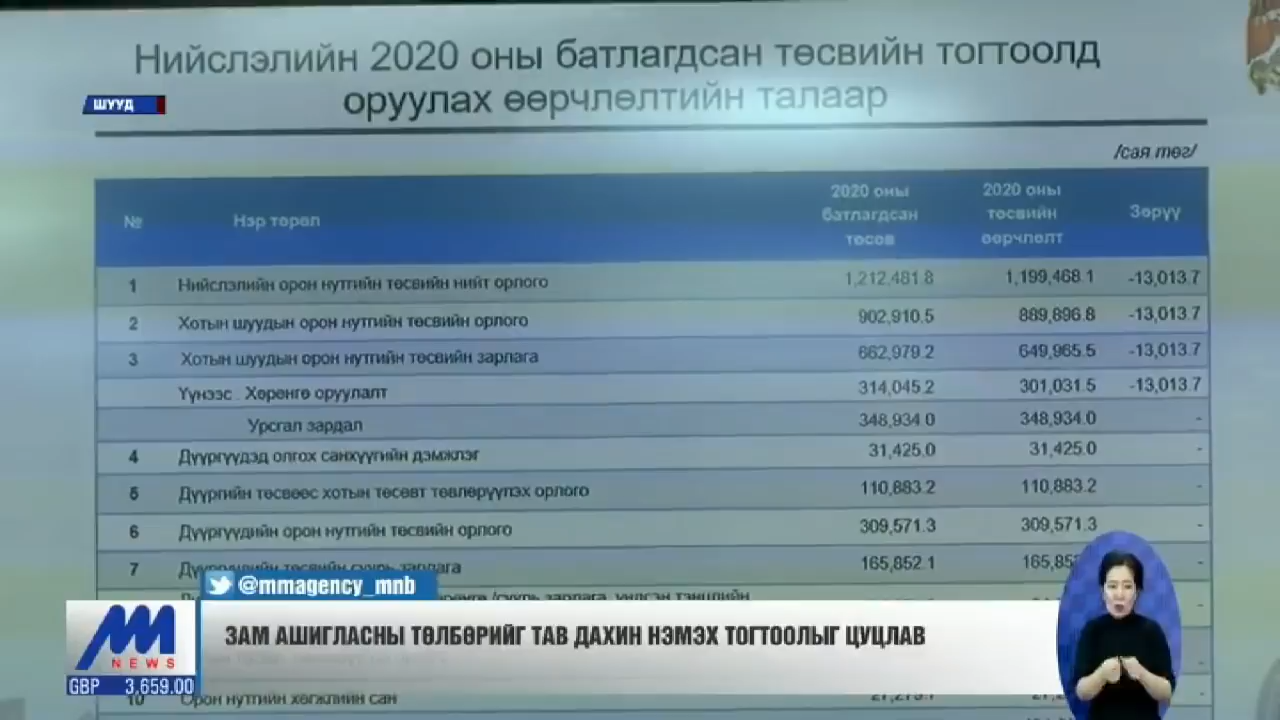 Нийслэлийн 2020 оны батлагдсан төсвийн тогтоолд
оруулах өөрчлөлтийн талаар
ШУУД
/сая төг/
№ Нэр төрөл 2020 оны батлагдсан төсөв 2020 оны төсвийн өөрчлөлт Зөрүү
1 Нийслэлийн орон нутгийн төсвийн нийт орлого 1,212,481.8 1,199,468.1 -13,013.7
2 Хотын шуудын орон нутгийн төсвийн орлого 902,910.5 889,896.8 -13,013.7
3 Хотын шуудын орон нутгийн төсвийн зарлага 662,979.2 649,965.5 -13,013.7
Үүнээс . Хөрөнгө оруулалт 314,045.2 301,031.5 -13,013.7
Урсгал зардал 348,934.0 348,934.0 -
4 Дүүргүүдэд олгох санхүүгийн дэмжлэг 31,425.0 31,425.0 -
5 Дүүргийн төсвөөс хотын төсөвт төвлөрүүлэх орлого 110,883.2 110,883.2 -
6 Дүүргүүдийн орон нутгийн төсвийн орлого 309,571.3 309,571.3 -
7 Дүүргүүдийн төсвийн суурь зарлага 165,852.1 -
@mmagency_mnb
M NEWS
ЗАМ АШИГЛАСНЫ ТӨЛБӨРИЙГ ТАВ ДАХИН НЭМЭХ ТОГТООЛЫГ ЦУЦЛАВ
GBP 3,659.00
10 Орон нутгийн хөгжлийн сан